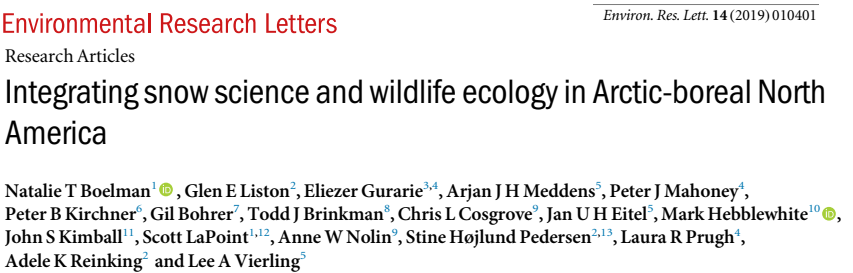 Environmental Research Letters
Environ. Res. Lett. 14 (2019) 010401
Research Articles
Integrating snow science and wildlife ecology in Arctic-boreal North
America
Natalie T Boelman1 iD, Glen E Liston2, Eliezer Gurarie3,4, Arjan J H Meddens5, Peter J Mahoney4,
Peter B Kirchner6, Gil Bohrer7, Todd J Brinkman8, Chris L Cosgrove9, Jan U H Eitel5, Mark Hebblewhite10 iD,
John S Kimball11, Scott LaPoint1,12, Anne W Nolin9, Stine Højlund Pedersen2,13, Laura R Prugh4,
Adele K Reinking2 and Lee A Vierling5